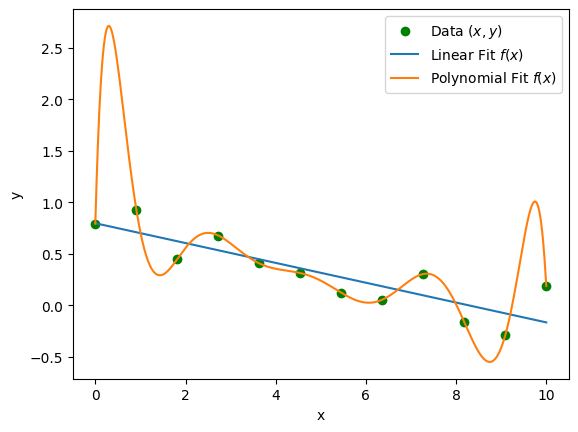 Data (x, y)
Linear Fit f(x)
Polynomial Fit f(x)
2.5
2.0
1.5
1.0
0.5
0.0
−0.5
y
0 2 4 6 8 10
x